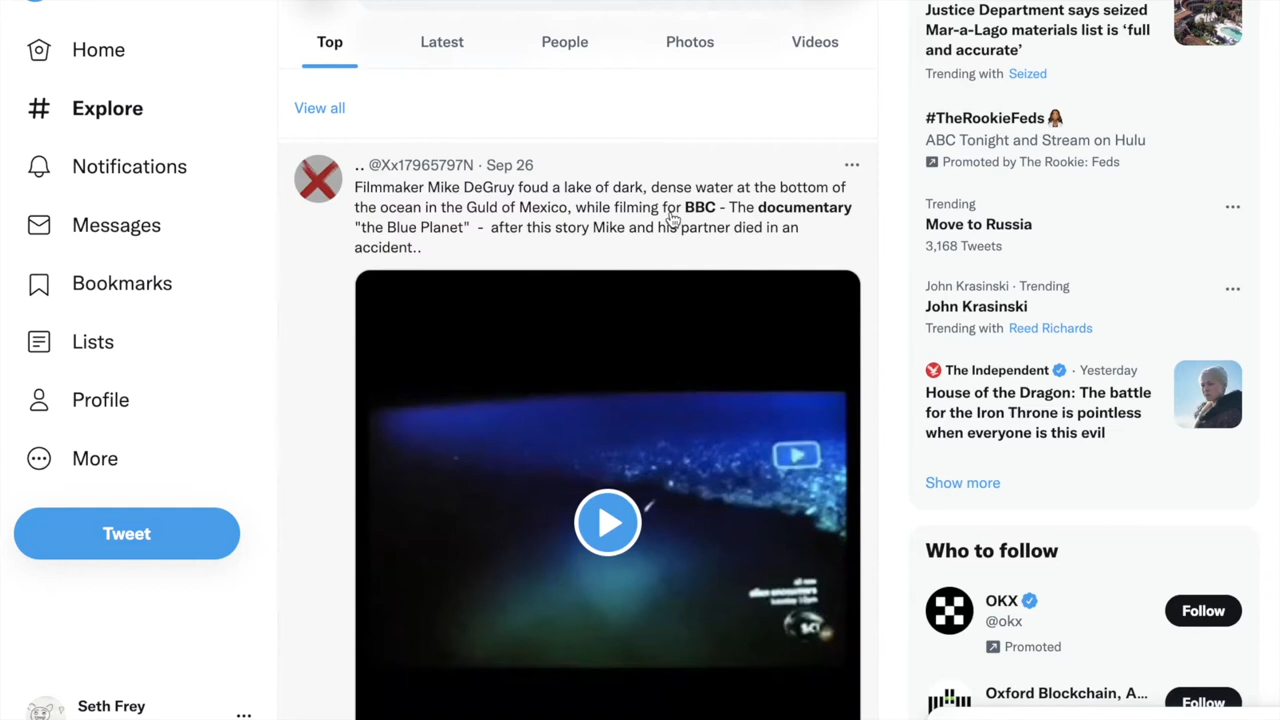 Home
Explore
Notifications
Messages
Bookmarks
Lists
Profile
More
Tweet
Seth Frey
Top
Latest
People
Photos
Videos
View all
.. @Xx17965797N · Sep 26
Filmmaker Mike DeGruy foud a lake of dark, dense water at the bottom of
the ocean in the Guld of Mexico, while filming for BBC - The documentary
"the Blue Planet" - after this story Mike and his partner died in an
accident..
Justice Department says seized
Mar-a-Lago materials list is ‘full
and accurate’
Trending with Seized
#TheRookieFeds
ABC Tonight and Stream on Hulu
Promoted by The Rookie: Feds
Trending
Move to Russia
3,168 Tweets
John Krasinski · Trending
John Krasinski
Trending with Reed Richards
The Independent · Yesterday
House of the Dragon: The battle
for the Iron Throne is pointless
when everyone is this evil
Show more
Who to follow
OKX
@okx
Follow
Promoted
Oxford Blockchain, A...
Follow